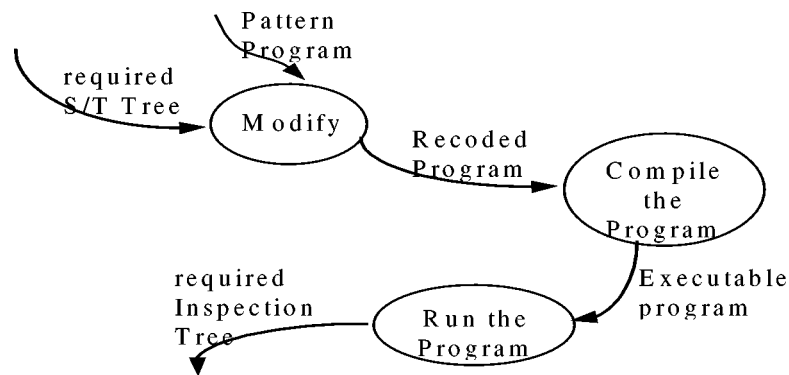 Pattern
Program
required
S/T Tree
Modify
Recoded
Program
Compile
the
Program
Executable
program
required
Inspection
Tree
Run the
Program